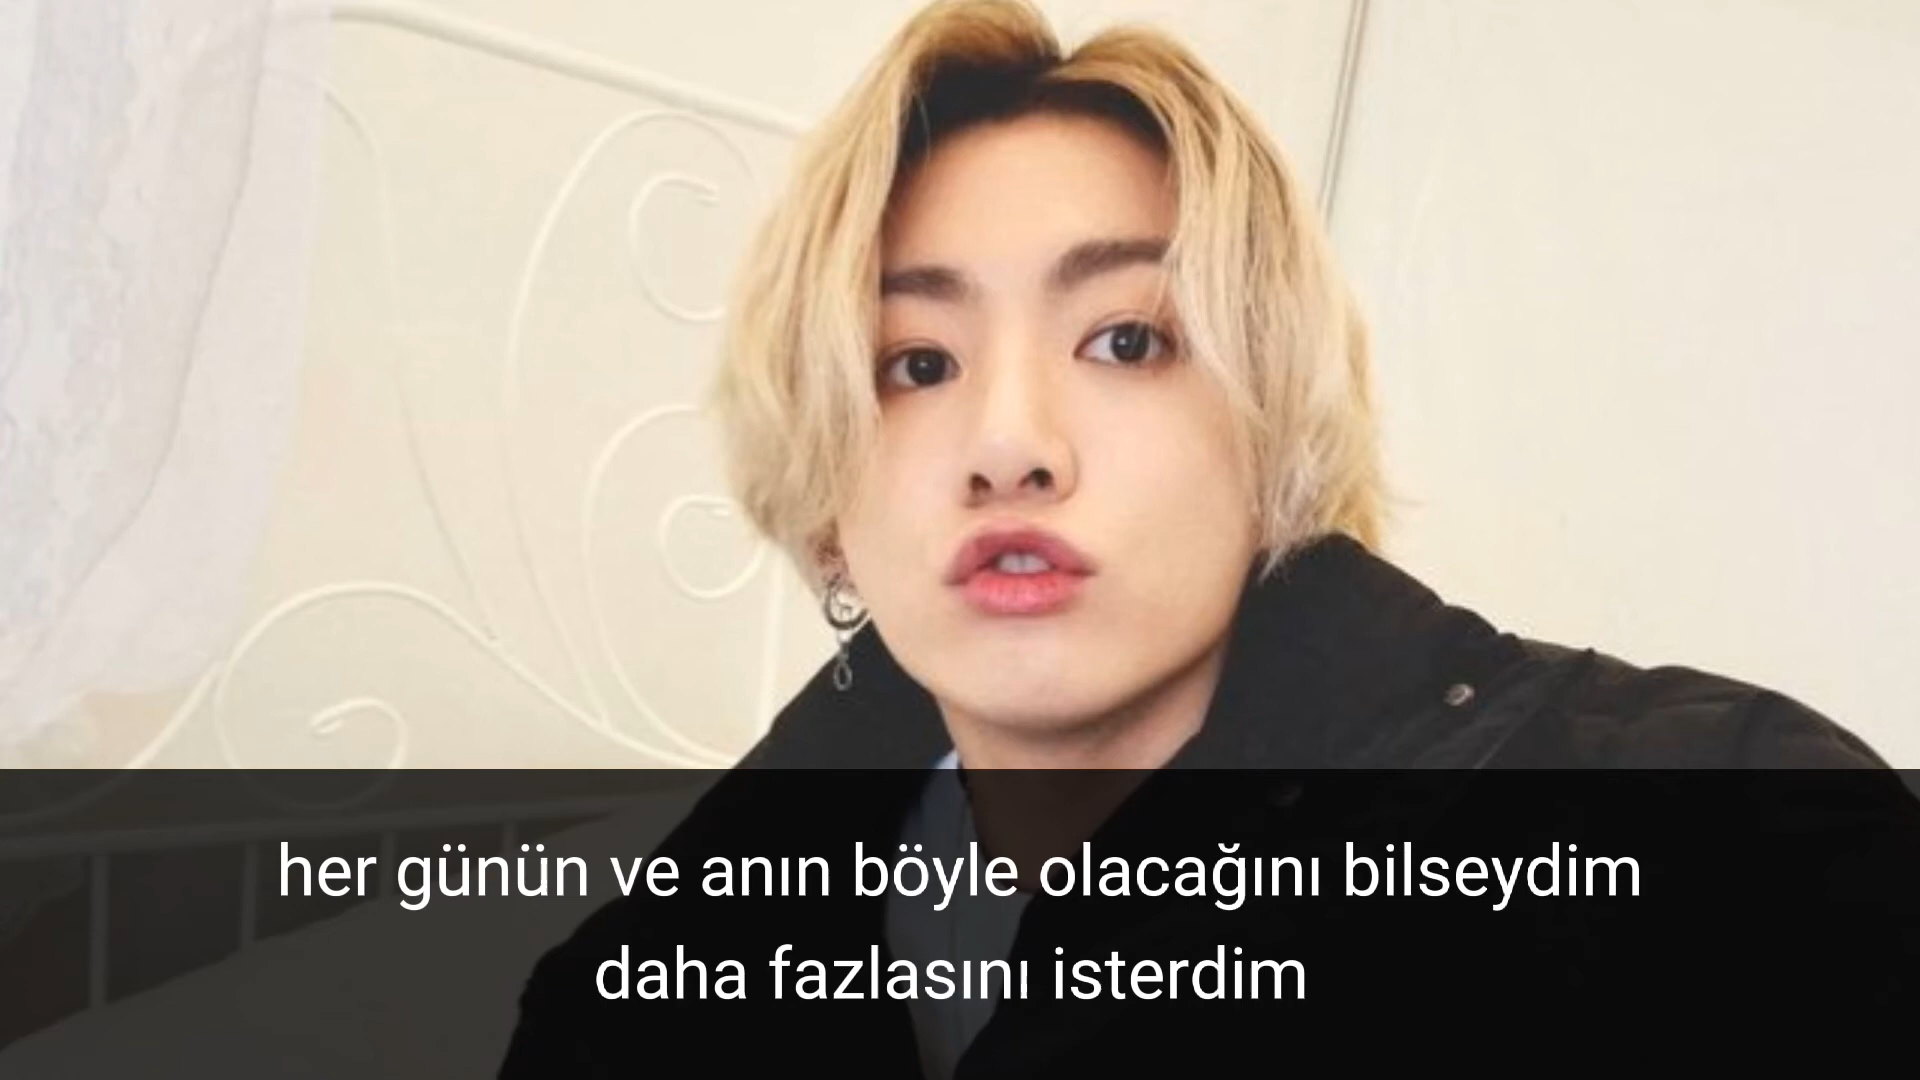 her günün ve anın böyle olacağını bilseydim
daha fazlasını isterdim